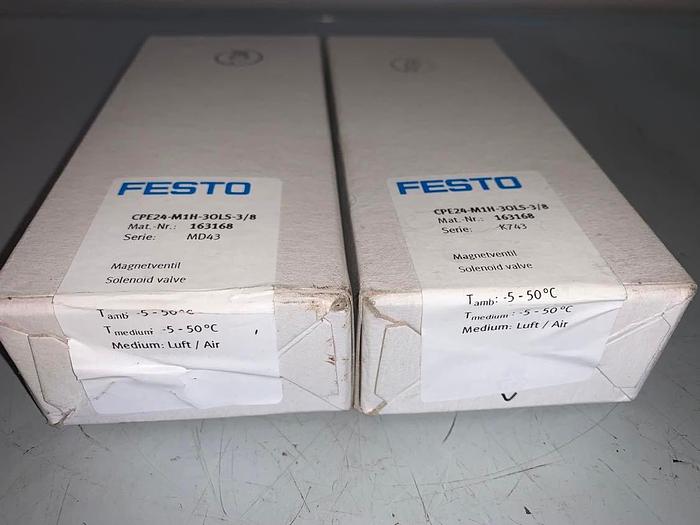 FESTO
CPE24-M1H-3OLS-3/8
Mat.-Nr.: 163168
Serie: MD43
Magnetventil
Solenoid valve
Tamb: -5 - 50°C
Tmedium: -5 - 50°C
Medium: Luft / Air
FESTO
CPE24-M1H-3OLS-3/8
Mat.-Nr.: 163168
Serie: K743
Magnetventil
Solenoid valve
Tamb: -5 - 50°C
Tmedium: -5 - 50°C
Medium: Luft / Air
V